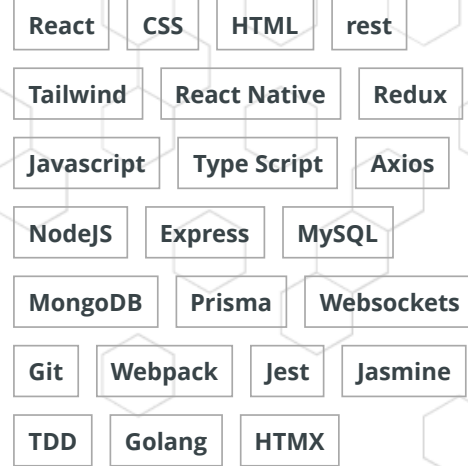 React CSS HTML rest
Tailwind React Native Redux
Javascript Type Script Axios
NodeJS Express MySQL
MongoDB Prisma Websockets
Git Webpack Jest Jasmine
TDD Golang HTMX